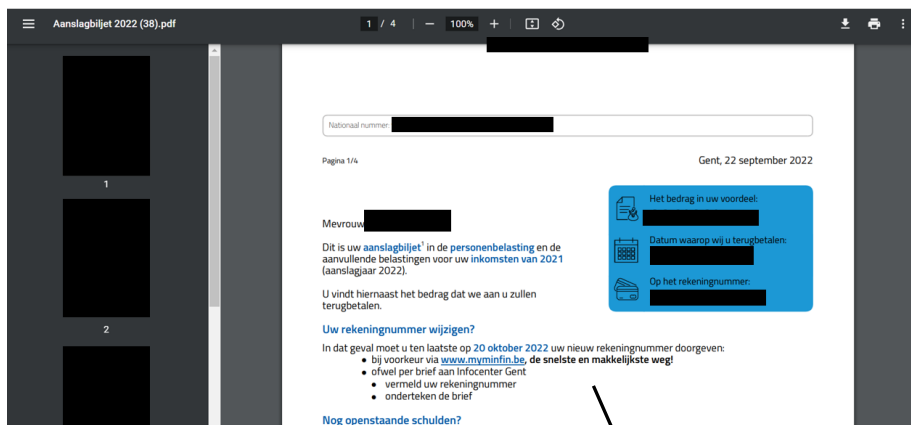 Aanslagbiljet 2022 (38).pdf
1 / 4
100%
1
2
Nationaal nummer:
Pagina 1/4
Gent, 22 september 2022
Het bedrag in uw voordeel:
Datum waarop wij u terugbetalen:
Op het rekeningnummer:
Mevrouw
Dit is uw aanslagbiljet¹ in de personenbelasting en de
aanvullende belastingen voor uw inkomsten van 2021
(aanslagjaar 2022).
U vindt hiernaast het bedrag dat we aan u zullen
terugbetalen.
Uw rekeningnummer wijzigen?
In dat geval moet u ten laatste op 20 oktober 2022 uw nieuw rekeningnummer doorgeven:
• bij voorkeur via www.myminfin.be, de snelste en makkelijkste weg!
• ofwel per brief aan Infocenter Gent
• vermeld uw rekeningnummer
• onderteken de brief
Nog openstaande schulden?